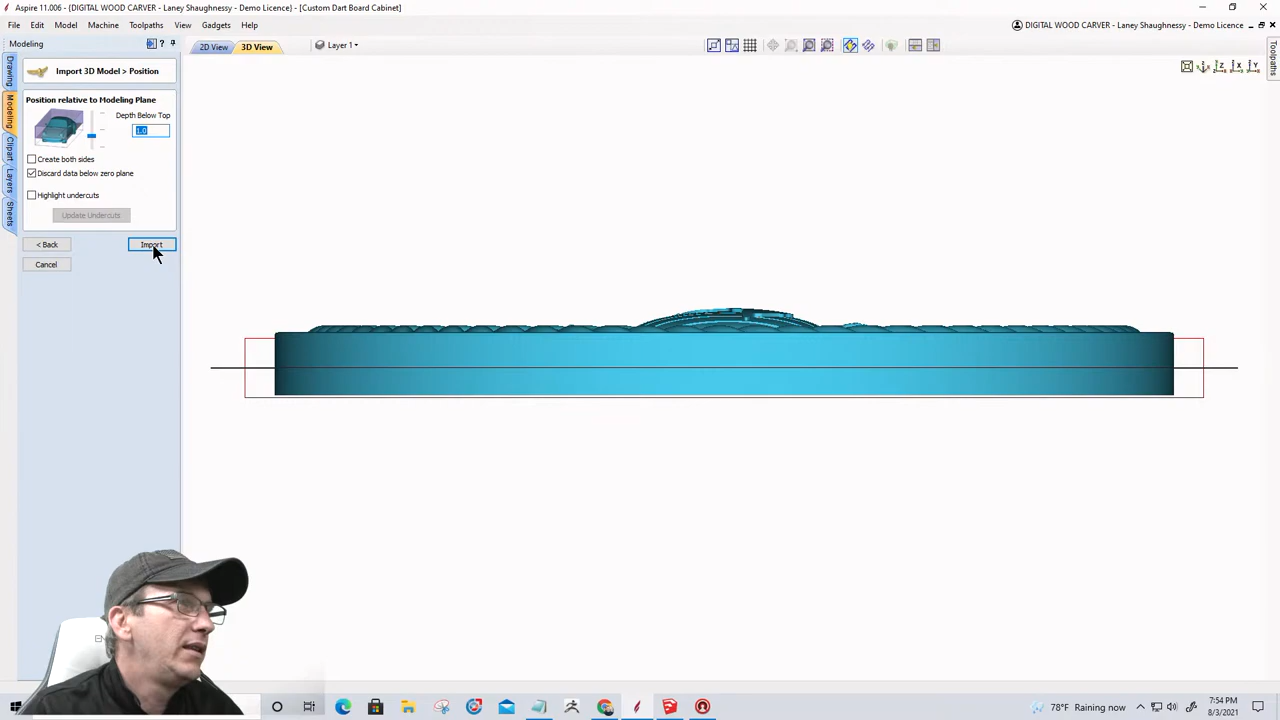 Aspire 11.006 - {DIGITAL WOOD CARVER - Laney Shaughnessy - Demo Licence} - [Custom Dart Board Cabinet]
File Edit Model Machine Toolpaths View Gadgets Help
DIGITAL WOOD CARVER - Laney Shaughnessy - Demo Licence
Modeling
2D View 3D View Layer 1
Toolpaths
Drawing
Modeling
Clipart
Layers
Sheets
Import 3D Model > Position
Position relative to Modeling Plane
Depth Below Top
1.0
Create both sides
Discard data below zero plane
Highlight undercuts
Update Undercuts
< Back Import
Cancel
78°F Raining now
7:54 PM
8/3/2021